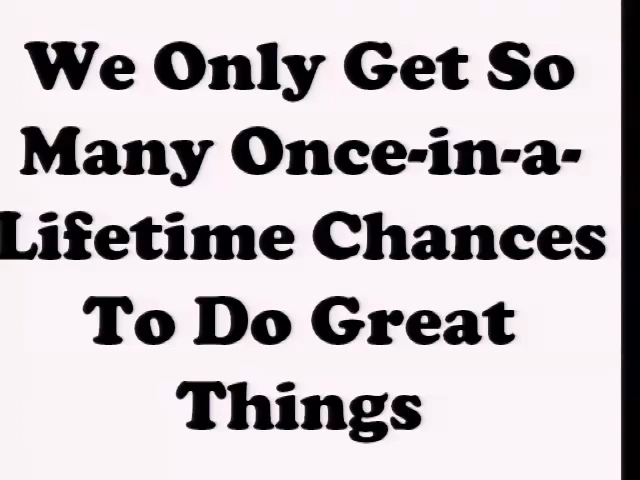 We Only Get So
Many Once-in-a-
Lifetime Chances
To Do Great
Things